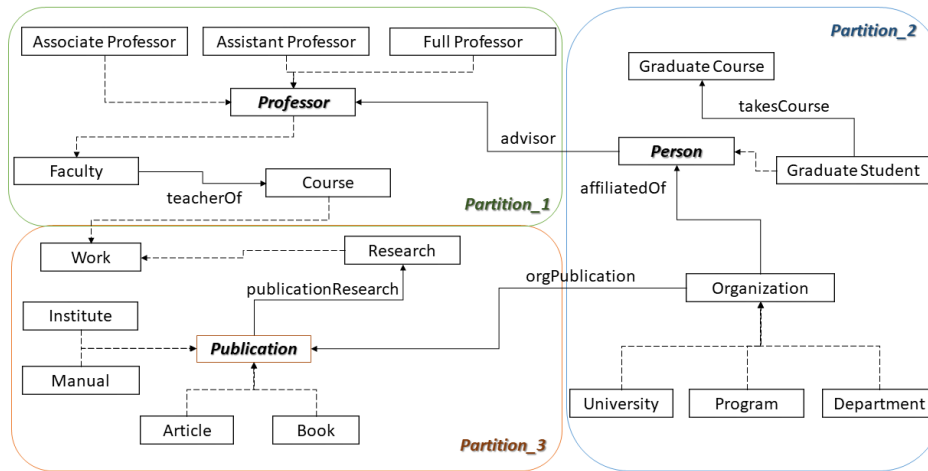 Associate Professor
Assistant Professor
Full Professor
Partition_2
Graduate Course
Professor
takesCourse
advisor
Person
Faculty
Course
Graduate Student
teacherOf
affiliatedOf
Partition_1
Work
Research
orgPublication
publicationResearch
Organization
Institute
Publication
Manual
University
Program
Department
Article
Book
Partition_3